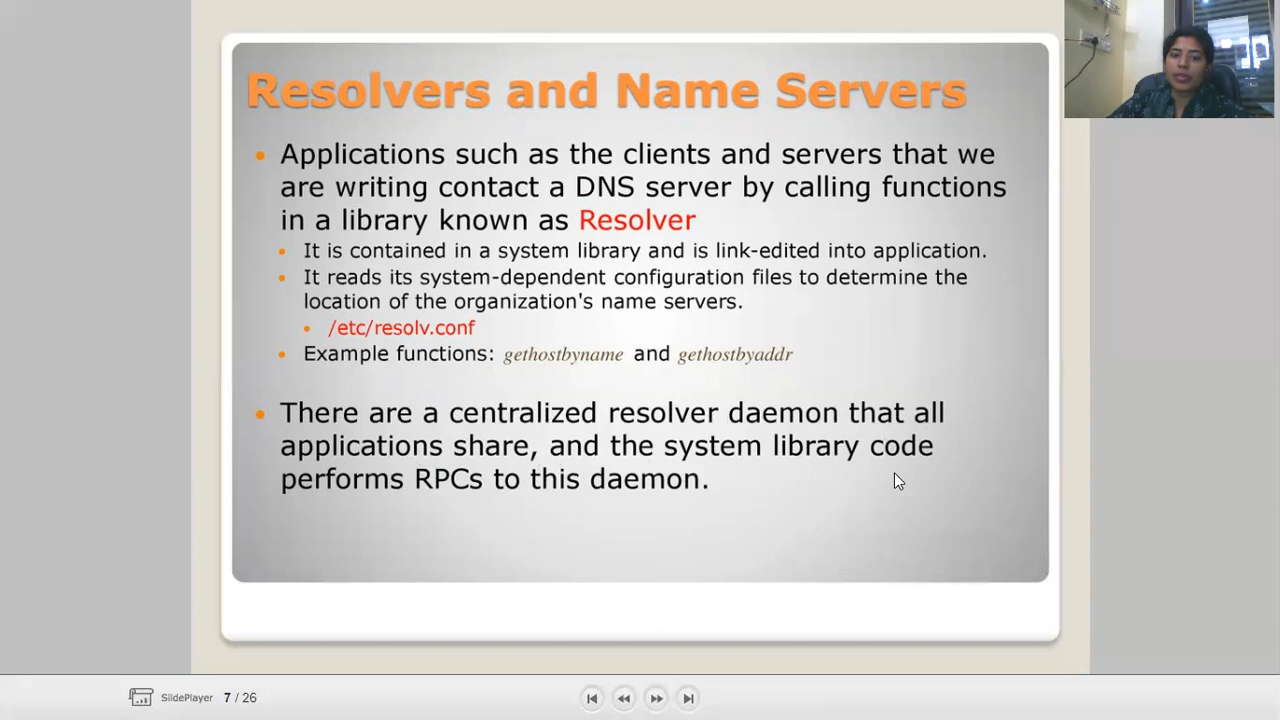 Resolvers and Name Servers
Applications such as the clients and servers that we
are writing contact a DNS server by calling functions
in a library known as Resolver
It is contained in a system library and is link-edited into application.
It reads its system-dependent configuration files to determine the
location of the organization's name servers.
/etc/resolv.conf
Example functions: gethostbyname and gethostbyaddr
There are a centralized resolver daemon that all
applications share, and the system library code
performs RPCs to this daemon.
SlidePlayer 7 / 26